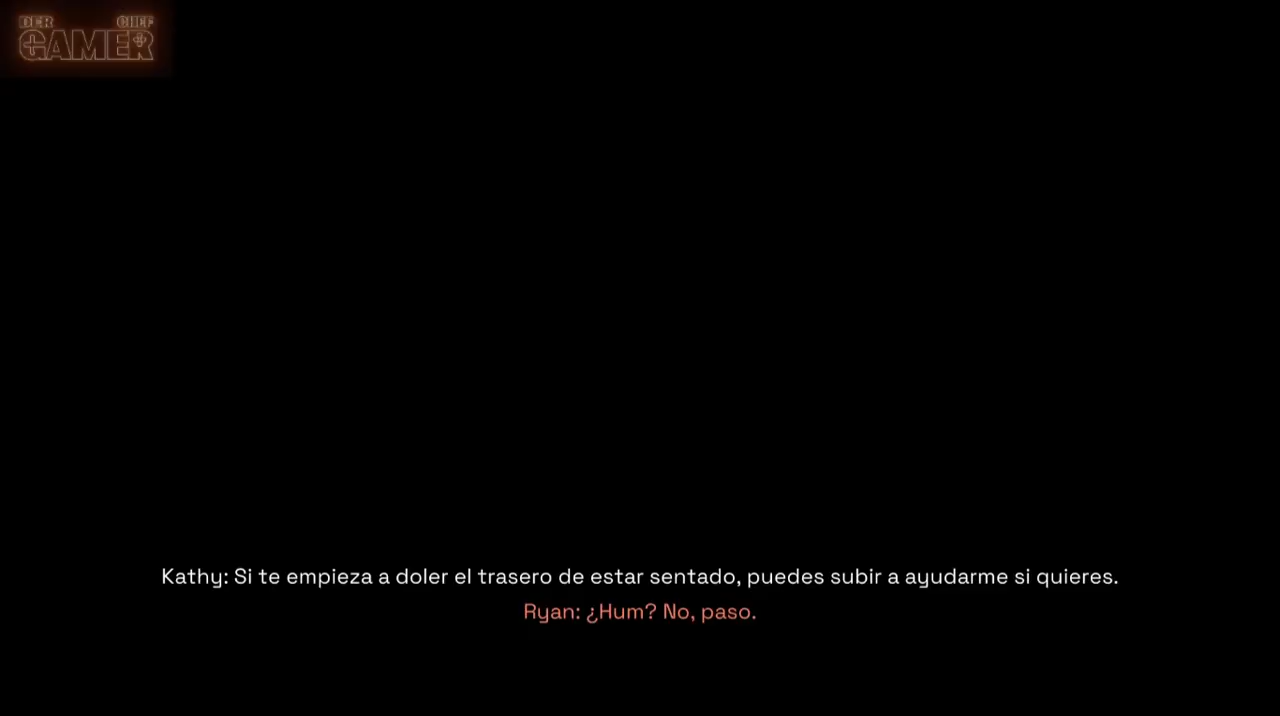 DER CHEF
GAMER
Kathy: Si te empieza a doler el trasero de estar sentado, puedes subir a ayudarme si quieres.
Ryan: ¿Hum? No, paso.